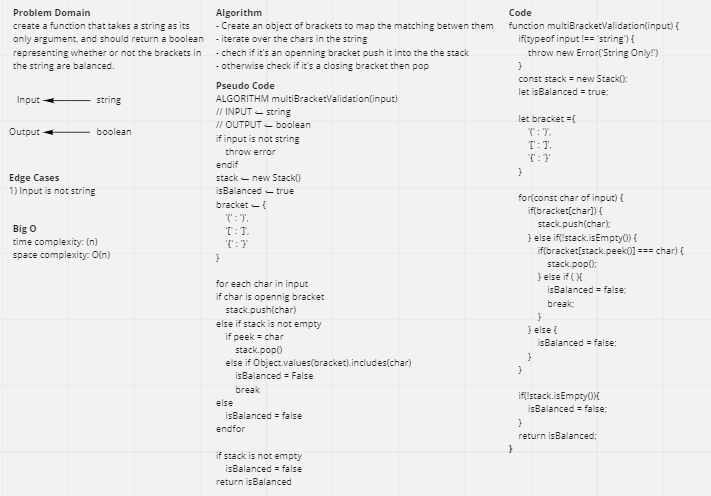 Problem Domain
create a function that takes a string as its
only argument, and should return a boolean
representing whether or not the brackets in
the string are balanced.
Input string
Output boolean
Edge Cases
1) Input is not string
Big O
time complexity: (n)
space complexity: O(n)
Algorithm
- Create an object of brackets to map the matching betwen them
- iterate over the chars in the string
- chech if it's an openning bracket push it into the the stack
- otherwise check if it's a closing bracket then pop
Pseudo Code
ALGORITHM multiBracketValidation(input)
// INPUT ← string
// OUTPUT ← boolean
if input is not string
throw error
endif
stack ← new Stack()
isBalanced ← true
bracket ← {
'(' : ')',
'[' : ']',
'{' : '}'
}
for each char in input
if char is opennig bracket
stack.push(char)
else if stack is not empty
if peek = char
stack.pop()
else if Object.values(bracket).includes(char)
isBalanced = False
break
else
isBalanced = false
endfor
if stack is not empty
isBalanced = false
return isBalanced
Code
function multiBracketValidation(input) {
if(typeof input !== 'string') {
throw new Error('String Only!')
}
const stack = new Stack();
let isBalanced = true;
let bracket ={
'(' : ')',
'[' : ']',
'{' : '}'
}
for(const char of input) {
if(bracket[char]) {
stack.push(char);
} else if(!stack.isEmpty()) {
if(bracket[stack.peek()] === char) {
stack.pop();
} else if ( ){
isBalanced = false;
break;
}
} else {
isBalanced = false;
}
}
if(!stack.isEmpty()){
isBalanced = false;
}
return isBalanced;
}